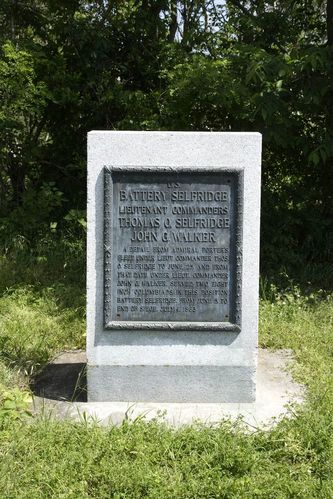 U.S.
BATTERY SELFRIDGE
LIEUTENANT COMMANDERS
THOMAS O. SELFRIDGE
JOHN G. WALKER
A DETAIL FROM ADMIRAL PORTER'S
FLEET UNDER LIEUT. COMMANDER THOS.
O. SELFRIDGE TO JUNE 22, AND FROM
THAT DATE UNDER LIEUT. COMMANDER
JOHN G. WALKER, SERVED TWO EIGHT
INCH COLUMBIADS IN THIS POSITION
BATTERY SELFRIDGE, FROM JUNE 5 TO
END OF SIEGE, JULY 4, 1863.